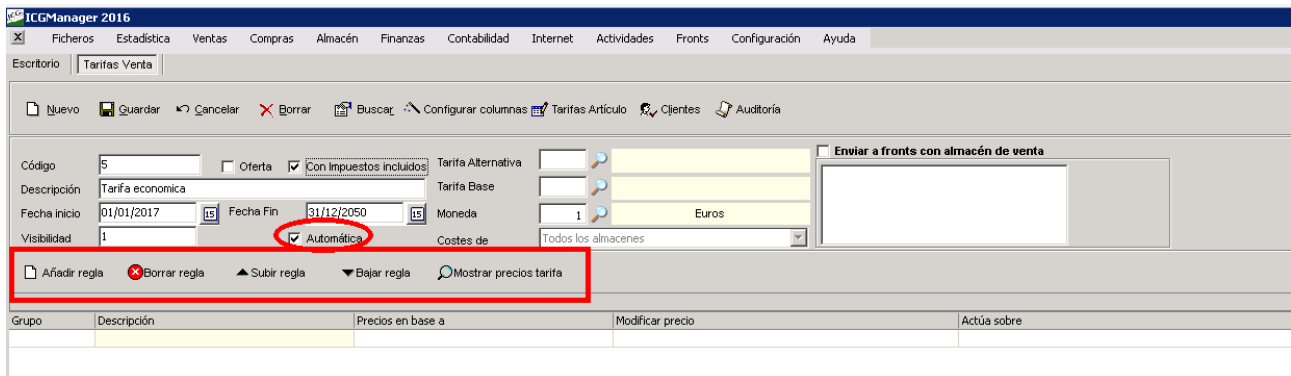 ICGManager 2016
X Ficheros Estadística Ventas Compras Almacén Finanzas Contabilidad Internet Actividades Fronts Configuración Ayuda
Escritorio Tarifas Venta
Nuevo Guardar Cancelar Borrar Buscar Configurar columnas Tarifas Artículo Clientes Auditoría
Código 5 Oferta Con Impuestos incluidos Tarifa Alternativa Enviar a fronts con almacén de venta
Descripción Tarifa economica Tarifa Base
Fecha inicio 01/01/2017 15 Fecha Fin 31/12/2050 15 Moneda 1 Euros
Visibilidad 1 Automática Costes de Todos los almacenes
Añadir regla Borrar regla Subir regla Bajar regla Mostrar precios tarifa
Grupo Descripción Precios en base a Modificar precio Actúa sobre